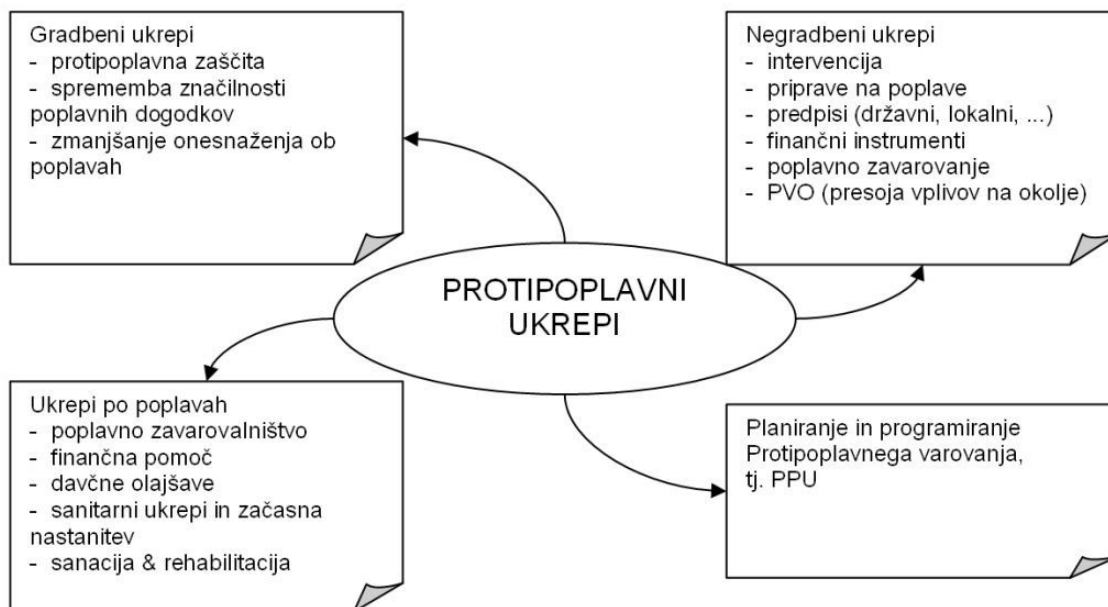 Gradbeni ukrepi
- protipoplavna zaščita
- sprememba značilnosti
poplavnih dogodkov
- zmanjšanje onesnaženja ob
poplavah
Negradbeni ukrepi
- intervencija
- priprave na poplave
- predpisi (državni, lokalni, ...)
- finančni instrumenti
- poplavno zavarovanje
- PVO (presoja vplivov na okolje)
PROTIPOPLAVNI
UKREPI
Ukrepi po poplavah
- poplavno zavarovalništvo
- finančna pomoč
- davčne olajšave
- sanitarni ukrepi in začasna
nastanitev
- sanacija & rehabilitacija
Planiranje in programiranje
Protipoplavnega varovanja,
tj. PPU